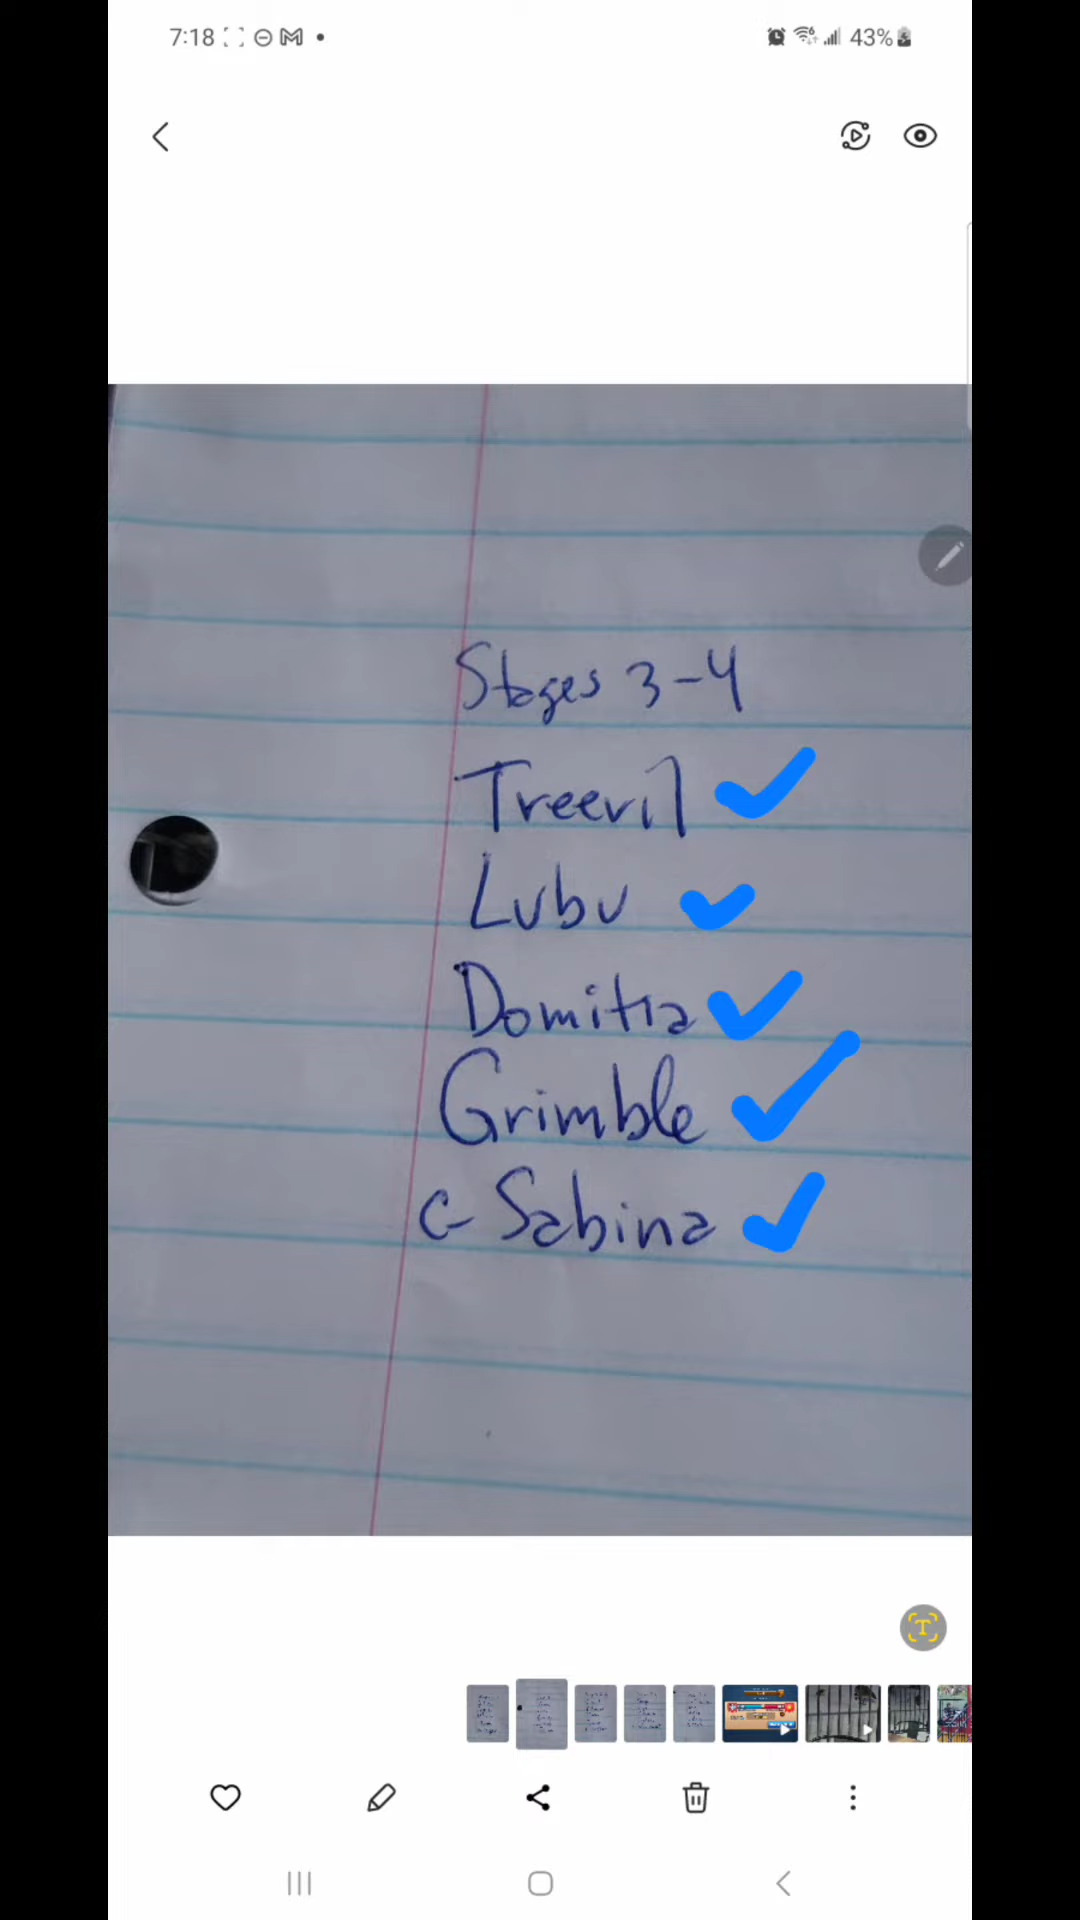 7:18
43%
Stages 3-4
Treevil
Lubu
Domitia
Grimble
C-Sabina
T